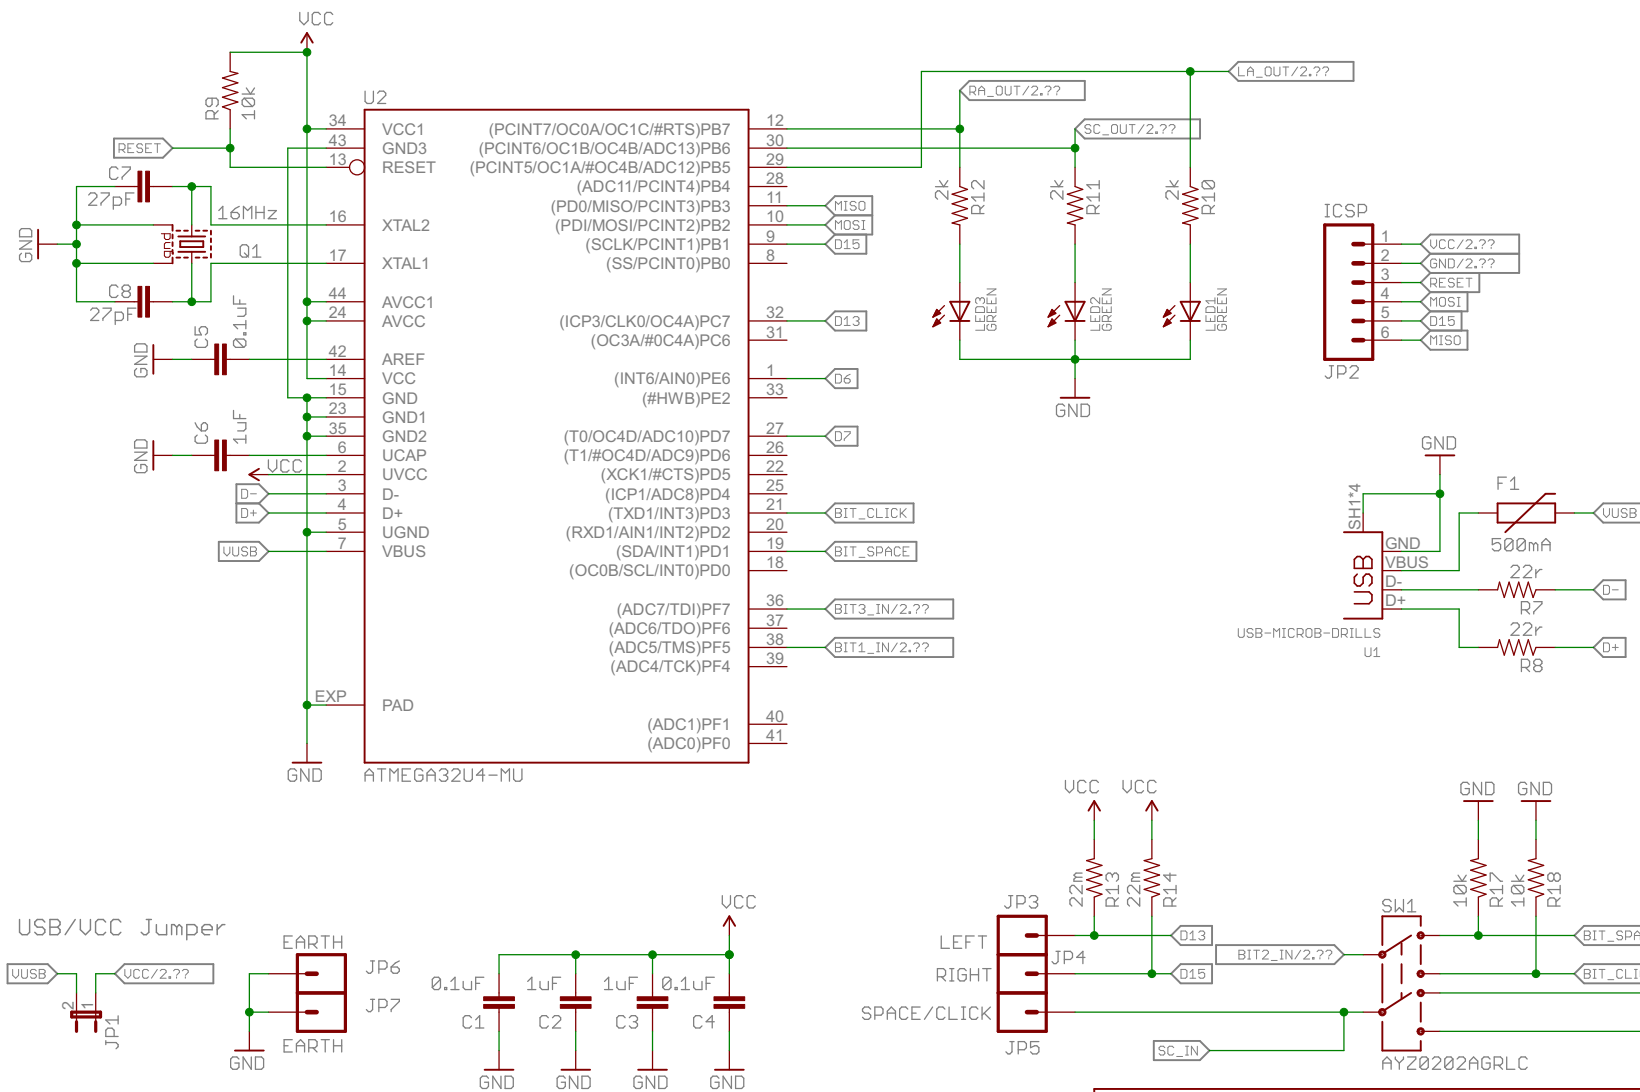 VCC
R9
10k
RESET
C7
27pF
16MHz
Q1
GND
C8
27pF
C5
0.1uF
GND
C6
1uF
GND
VCC
D-
D+
VUSB
U2
34 VCC1
43 GND3
13 RESET
16 XTAL2
17 XTAL1
44 AVCC1
24 AVCC
42 AREF
14 VCC
15 GND
23 GND1
35 GND2
6 UCAP
2 UVCC
3 D-
4 D+
5 UGND
7 VBUS
EXP PAD
GND
ATMEGA32U4-MU
(PCINT7/OC0A/OC1C/#RTS)PB7 12
(PCINT6/OC1B/OC4B/ADC13)PB6 30
(PCINT5/OC1A/#OC4B/ADC12)PB5 29
(ADC11/PCINT4)PB4 28
(PD0/MISO/PCINT3)PB3 11 MISO
(PDI/MOSI/PCINT2)PB2 10 MOSI
(SCLK/PCINT1)PB1 9 D15
(SS/PCINT0)PB0 8
(ICP3/CLK0/OC4A)PC7 32 D13
(OC3A/#0C4A)PC6 31
(INT6/AIN0)PE6 1 D6
(#HWB)PE2 33
(T0/OC4D/ADC10)PD7 27 D7
(T1/#OC4D/ADC9)PD6 26
(XCK1/#CTS)PD5 22
(ICP1/ADC8)PD4 25
(TXD1/INT3)PD3 21 BIT_CLICK
(RXD1/AIN1/INT2)PD2 20
(SDA/INT1)PD1 19 BIT_SPACE
(OC0B/SCL/INT0)PD0 18
(ADC7/TDI)PF7 36 BIT3_IN/2.??
(ADC6/TDO)PF6 37
(ADC5/TMS)PF5 38 BIT1_IN/2.??
(ADC4/TCK)PF4 39
(ADC1)PF1 40
(ADC0)PF0 41
LA_OUT/2.??
RA_OUT/2.??
SC_OUT/2.??
2k
R12
2k
R11
2k
R10
LED3
GREEN
LED2
GREEN
LED1
GREEN
GND
ICSP
1 VCC/2.??
2 GND/2.??
3 RESET
4 MOSI
5 D15
6 MISO
JP2
GND
SH1*4
F1
VUSB
500mA
USB
GND
VBUS
D-
D+
22r
D-
R7
22r
D+
R8
USB-MICROB-DRILLS
U1
USB/VCC Jumper
VUSB
VCC/2.??
2
1
JP1
EARTH
JP6
JP7
EARTH
GND
VCC
0.1uF
1uF
1uF
0.1uF
C1
C2
C3
C4
GND
GND
GND
GND
VCC
VCC
22m
R13
22m
R14
JP3
LEFT
D13
JP4
RIGHT
D15
SPACE/CLICK
JP5
SC_IN
BIT2_IN/2.??
SW1
GND
GND
10k
R17
10k
R18
BIT_SPA
BIT_CLI
AYZ0202AGRLC